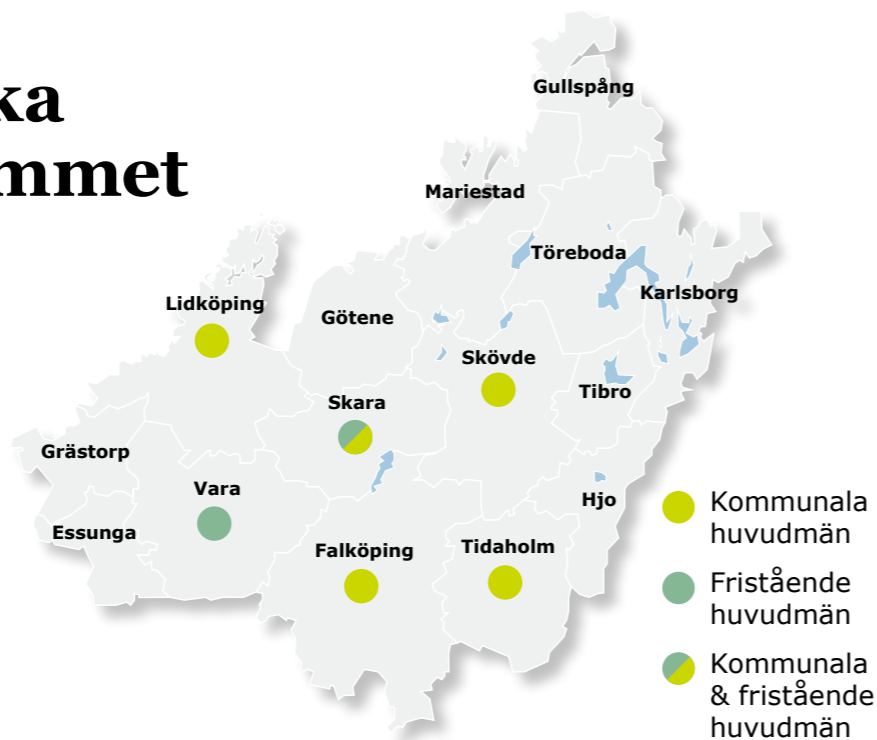 ka
mmet
Gullspång
Mariestad
Töreboda
Karlsborg
Lidköping
Götene
Skövde
Tibro
Skara
Grästorp
Vara
Hjo
Essunga
Falköping
Tidaholm
Kommunala
huvudmän
Fristående
huvudmän
Kommunala
& fristående
huvudmän